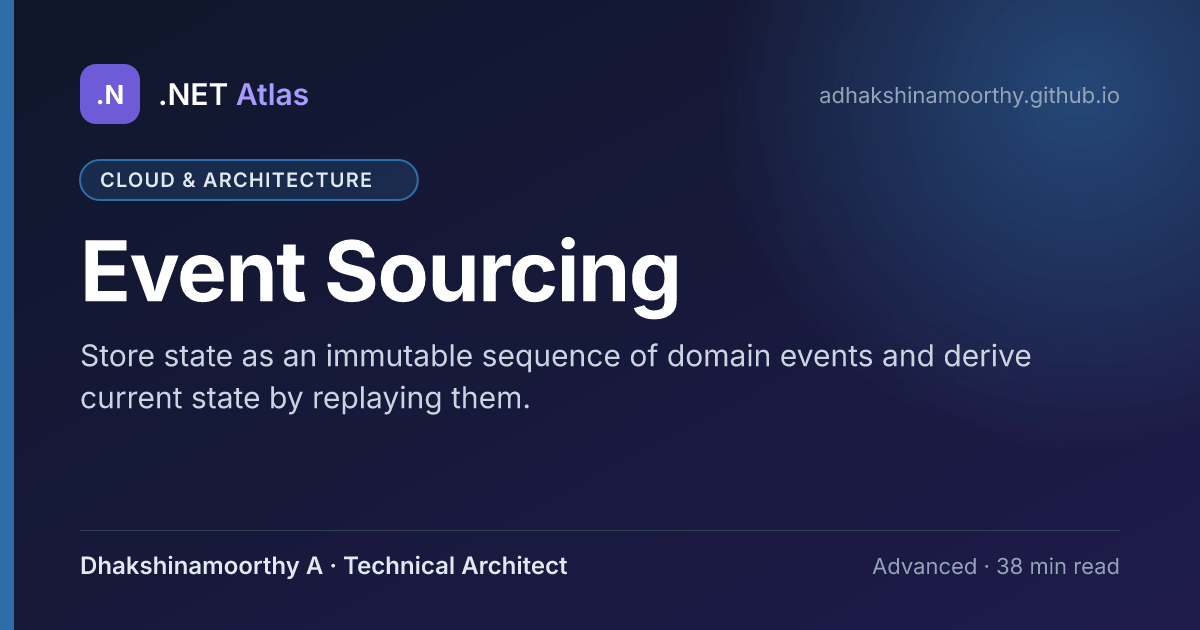 .N
.NET Atlas
adhakshinamoorthy.github.io
CLOUD & ARCHITECTURE
Event Sourcing
Store state as an immutable sequence of domain events and derive
current state by replaying them.
Dhakshinamoorthy A · Technical Architect
Advanced · 38 min read